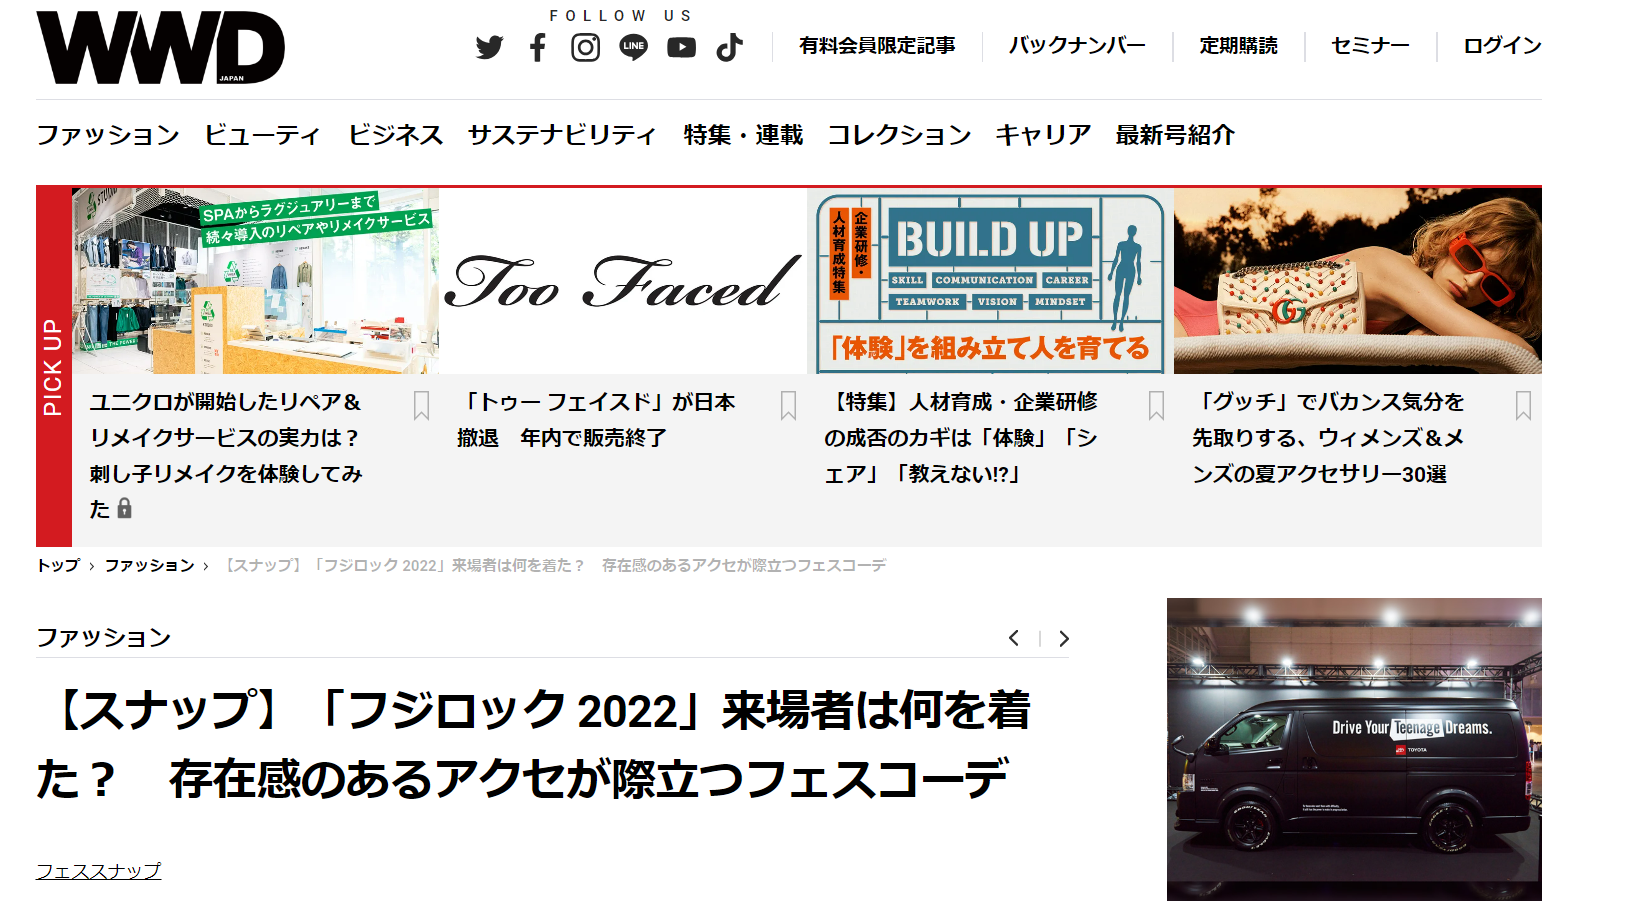 WWD
JAPAN
FOLLOW US
LINE
有料会員限定記事
バックナンバー
定期購読
セミナー
ログイン
ファッション
ビューティ
ビジネス
サステナビリティ
特集・連載
コレクション
キャリア
最新号紹介
PICK UP
SPAからラグジュアリーまで
続々導入のリペアやリメイクサービス
ユニクロが開始したリペア＆
リメイクサービスの実力は？
刺し子リメイクを体験してみ
た
Too Faced
「トゥー フェイスド」が日本
撤退　年内で販売終了
企業研修・
人材育成特集
BUILD UP
SKILL COMMUNICATION CAREER
TEAMWORK VISION MINDSET
「体験」を組み立て人を育てる
【特集】人材育成・企業研修
の成否のカギは「体験」「シ
ェア」「教えない!?」
「グッチ」でバカンス気分を
先取りする、ウィメンズ＆メ
ンズの夏アクセサリー30選
トップ › ファッション › 【スナップ】「フジロック 2022」来場者は何を着た？　存在感のあるアクセが際立つフェスコーデ
ファッション
【スナップ】「フジロック 2022」来場者は何を着
た？　存在感のあるアクセが際立つフェスコーデ
フェススナップ
Drive Your Teenage Dreams.
TOYOTA